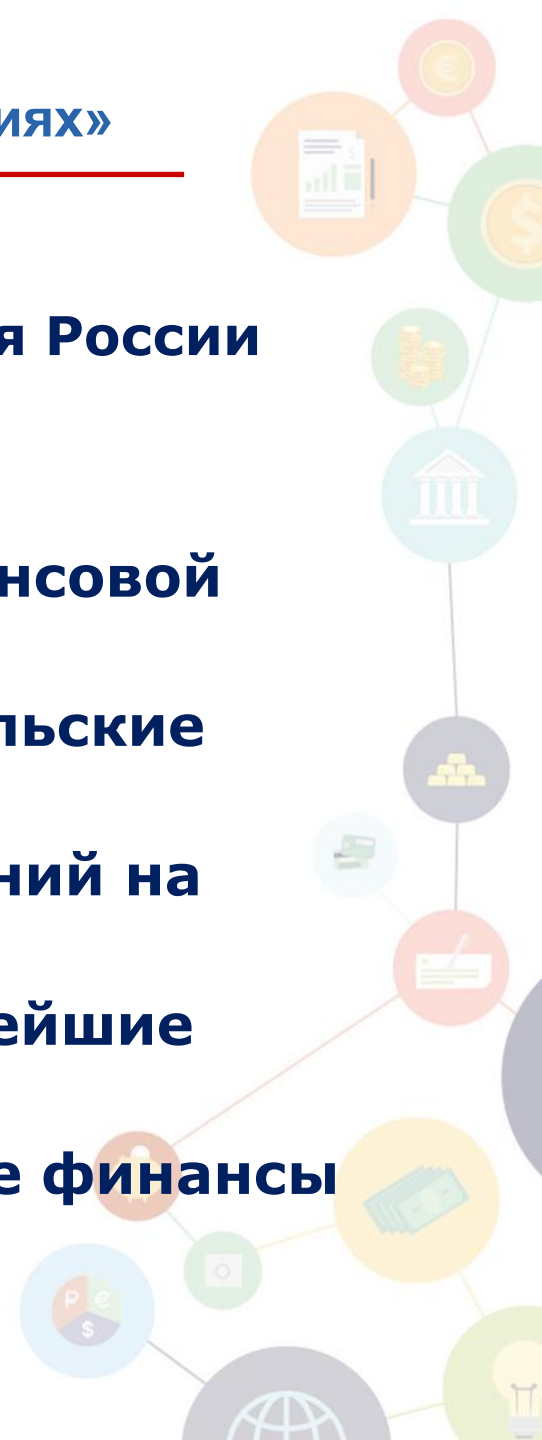 иях»
я России
нсовой
льские
ний на
ейшие
е финансы